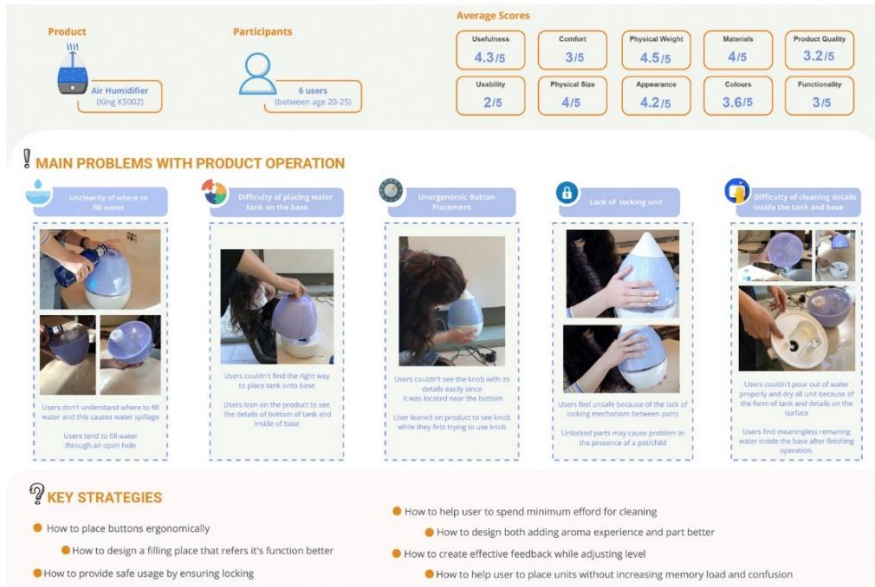 Product
Air Humidifier
(King K5002)
Participants
6 users
(between age 20-25)
Average Scores
Usefulness
4.3/5
Comfort
3/5
Physical Weight
4.5/5
Materials
4/5
Product Quality
3.2/5
Usability
2/5
Physical Size
4/5
Appearance
4.2/5
Colours
3.6/5
Functionality
3/5
MAIN PROBLEMS WITH PRODUCT OPERATION
Unclearity of where to
fill water
Users don't understand where to fill
water and this causes water spillage
Users tend to fill water
through an open hole
Difficulty of placing water
tank on the base
Users couldn't find the right way
to place tank onto base
Users lean on the product to see
the details of bottom of tank and
inside of base
Unergonomic Button
Placement
Users couldn't see the knob with its
details easily since
it was located near the bottom
User leaned on product to see knob
while they firts trying to use knob
Lack of locking unit
Users feel unsafe because of the lack of
locking mechanism between parts
Unlocked parts may cause problem in
the presence of a pet/child
Difficulty of cleaning details
inside the tank and base
Users couldn't pour out of water
properly and dry all unit because of
the form of tank and details on the
surface
Users find meaningless remaning
water inside the base after finishing
operation.
KEY STRATEGIES
How to place buttons ergonomically
How to design a filling place that refers it's function better
How to provide safe usage by ensuring locking
How to help user to spend minimum efford for cleaning
How to design both adding aroma experience and part better
How to create effective feedback while adjusting level
How to help user to place units without increasing memory load and confusion